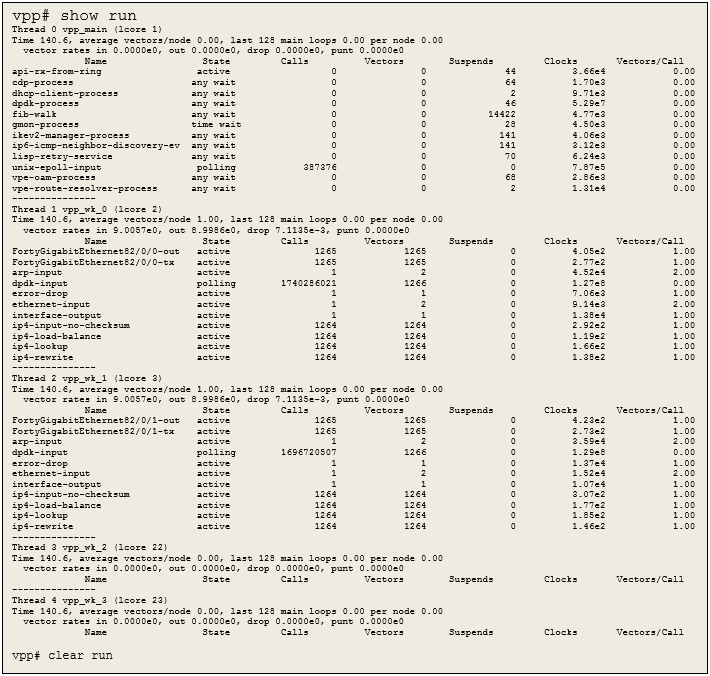 vpp# show run
Thread 0 vpp_main (lcore 1)
Time 140.6, average vectors/node 0.00, last 128 main loops 0.00 per node 0.00
vector rates in 0.0000e0, out 0.0000e0, drop 0.0000e0, punt 0.0000e0
Name State Calls Vectors Suspends Clocks Vectors/Call
api-rx-from-ring active 0 0 44 3.66e4 0.00
cdp-process any wait 0 0 64 1.70e3 0.00
dhcp-client-process any wait 0 0 2 9.71e3 0.00
dpdk-process any wait 0 0 46 5.29e7 0.00
fib-walk any wait 0 0 14422 4.77e3 0.00
gmon-process time wait 0 0 28 4.50e3 0.00
ikev2-manager-process any wait 0 0 141 4.06e3 0.00
ip6-icmp-neighbor-discovery-ev any wait 0 0 141 3.12e3 0.00
lisp-retry-service any wait 0 0 70 6.24e3 0.00
unix-epoll-input polling 387376 0 0 7.87e5 0.00
vpe-oam-process any wait 0 0 68 2.86e3 0.00
vpe-route-resolver-process any wait 0 0 2 1.31e4 0.00
---------------
Thread 1 vpp_wk_0 (lcore 2)
Time 140.6, average vectors/node 1.00, last 128 main loops 0.00 per node 0.00
vector rates in 9.0057e0, out 8.9986e0, drop 7.1135e-3, punt 0.0000e0
Name State Calls Vectors Suspends Clocks Vectors/Call
FortyGigabitEthernet82/0/0-out active 1265 1265 0 4.05e2 1.00
FortyGigabitEthernet82/0/0-tx active 1265 1265 0 2.77e2 1.00
arp-input active 1 2 0 4.52e4 2.00
dpdk-input polling 1740286021 1266 0 1.27e8 0.00
error-drop active 1 1 0 7.06e3 1.00
ethernet-input active 1 2 0 9.14e3 2.00
interface-output active 1 1 0 1.38e4 1.00
ip4-input-no-checksum active 1264 1264 0 2.92e2 1.00
ip4-load-balance active 1264 1264 0 1.19e2 1.00
ip4-lookup active 1264 1264 0 1.66e2 1.00
ip4-rewrite active 1264 1264 0 1.38e2 1.00
---------------
Thread 2 vpp_wk_1 (lcore 3)
Time 140.6, average vectors/node 1.00, last 128 main loops 0.00 per node 0.00
vector rates in 9.0057e0, out 8.9986e0, drop 7.1135e-3, punt 0.0000e0
Name State Calls Vectors Suspends Clocks Vectors/Call
FortyGigabitEthernet82/0/1-out active 1265 1265 0 4.23e2 1.00
FortyGigabitEthernet82/0/1-tx active 1265 1265 0 2.73e2 1.00
arp-input active 1 2 0 3.59e4 2.00
dpdk-input polling 1696720507 1266 0 1.29e8 0.00
error-drop active 1 1 0 1.37e4 1.00
ethernet-input active 1 2 0 1.52e4 2.00
interface-output active 1 1 0 1.07e4 1.00
ip4-input-no-checksum active 1264 1264 0 3.07e2 1.00
ip4-load-balance active 1264 1264 0 1.77e2 1.00
ip4-lookup active 1264 1264 0 1.85e2 1.00
ip4-rewrite active 1264 1264 0 1.46e2 1.00
---------------
Thread 3 vpp_wk_2 (lcore 22)
Time 140.6, average vectors/node 0.00, last 128 main loops 0.00 per node 0.00
vector rates in 0.0000e0, out 0.0000e0, drop 0.0000e0, punt 0.0000e0
Name State Calls Vectors Suspends Clocks Vectors/Call
---------------
Thread 4 vpp_wk_3 (lcore 23)
Time 140.6, average vectors/node 0.00, last 128 main loops 0.00 per node 0.00
vector rates in 0.0000e0, out 0.0000e0, drop 0.0000e0, punt 0.0000e0
Name State Calls Vectors Suspends Clocks Vectors/Call
vpp# clear run